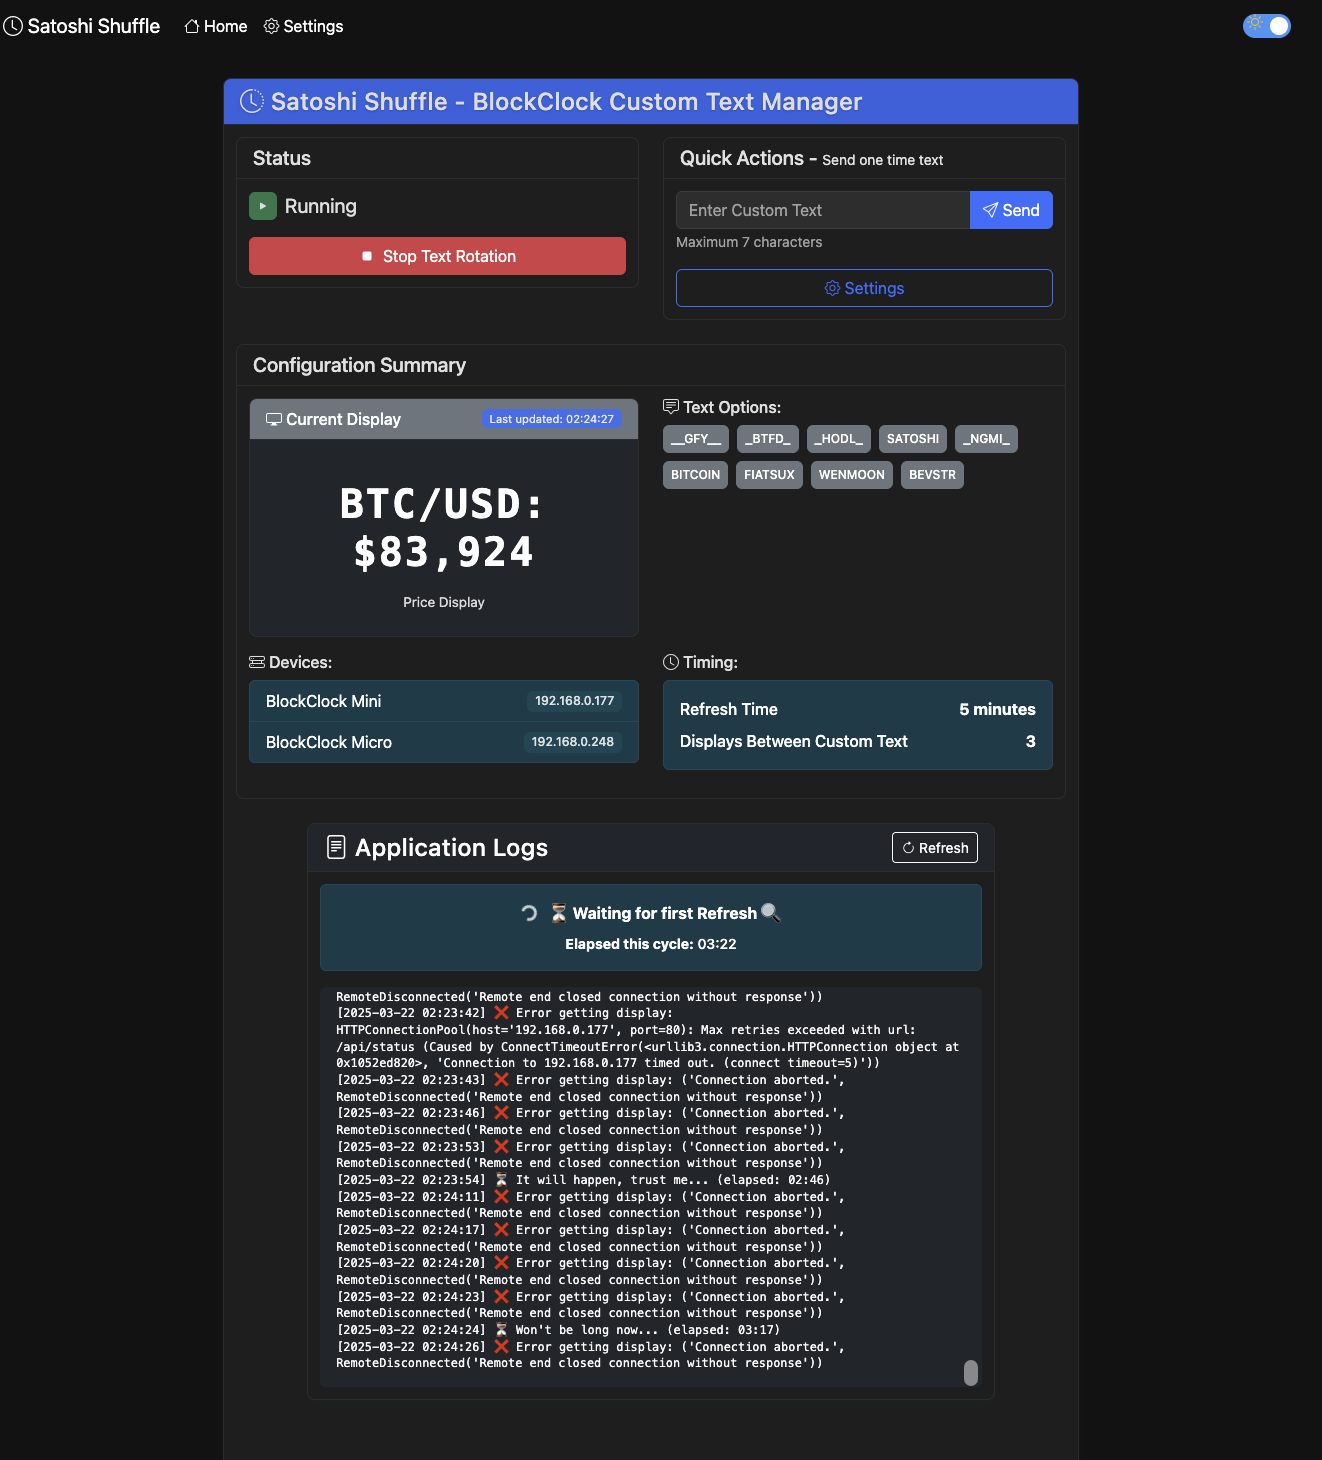 Satoshi Shuffle Home Settings
Satoshi Shuffle - BlockClock Custom Text Manager
Status
Running
Stop Text Rotation
Quick Actions - Send one time text
Enter Custom Text Send
Maximum 7 characters
Settings
Configuration Summary
Current Display Last updated: 02:24:27
BTC/USD:
$83,924
Price Display
Text Options:
__GFY__ _BTFD_ _HODL_ SATOSHI _NGMI_
BITCOIN FIATSUX WENMOON BEVSTR
Devices:
BlockClock Mini 192.168.0.177
BlockClock Micro 192.168.0.248
Timing:
Refresh Time 5 minutes
Displays Between Custom Text 3
Application Logs Refresh
⏳ Waiting for first Refresh 🔍
Elapsed this cycle: 03:22
RemoteDisconnected('Remote end closed connection without response'))
[2025-03-22 02:23:42] ❌ Error getting display:
HTTPConnectionPool(host='192.168.0.177', port=80): Max retries exceeded with url:
/api/status (Caused by ConnectTimeoutError(<urllib3.connection.HTTPConnection object at
0x1052ed820>, 'Connection to 192.168.0.177 timed out. (connect timeout=5)'))
[2025-03-22 02:23:43] ❌ Error getting display: ('Connection aborted.',
RemoteDisconnected('Remote end closed connection without response'))
[2025-03-22 02:23:46] ❌ Error getting display: ('Connection aborted.',
RemoteDisconnected('Remote end closed connection without response'))
[2025-03-22 02:23:53] ❌ Error getting display: ('Connection aborted.',
RemoteDisconnected('Remote end closed connection without response'))
[2025-03-22 02:23:54] ⏳ It will happen, trust me... (elapsed: 02:46)
[2025-03-22 02:24:11] ❌ Error getting display: ('Connection aborted.',
RemoteDisconnected('Remote end closed connection without response'))
[2025-03-22 02:24:17] ❌ Error getting display: ('Connection aborted.',
RemoteDisconnected('Remote end closed connection without response'))
[2025-03-22 02:24:20] ❌ Error getting display: ('Connection aborted.',
RemoteDisconnected('Remote end closed connection without response'))
[2025-03-22 02:24:23] ❌ Error getting display: ('Connection aborted.',
RemoteDisconnected('Remote end closed connection without response'))
[2025-03-22 02:24:24] ⏳ Won't be long now... (elapsed: 03:17)
[2025-03-22 02:24:26] ❌ Error getting display: ('Connection aborted.',
RemoteDisconnected('Remote end closed connection without response'))